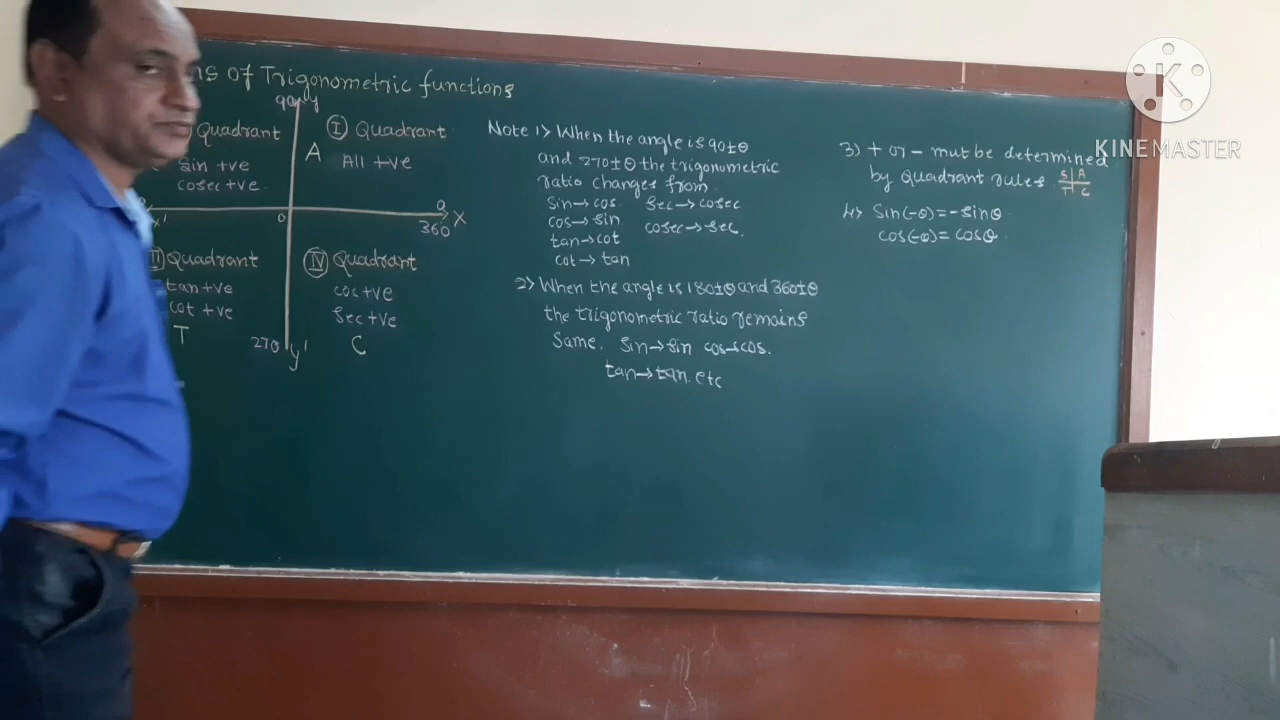 ns of Trigonometric functions
90 y
Quadrant
sin +ve
cosec +ve
I Quadrant
A All +ve
x'
0
0
360 X
Quadrant
tan +ve
cot +ve
T
IV Quadrant
cos +ve
Sec +ve
C
270 y'
Note 1) When the angle is 90±θ
and 270±θ the trigonometric
ratio changes from
Sin→cos Sec→cosec
cos→sin cosec→sec.
tan→cot
cot→tan
2) When the angle is 180±θ and 360±θ
the trigonometric ratio remains
Same. Sin→sin cos→cos.
tan→tan etc
3) + or - mut be determined
by Quadrant rules S A
T C
4) Sin(-θ)=-sinθ
cos(-θ)=cosθ
K
KINEMASTER